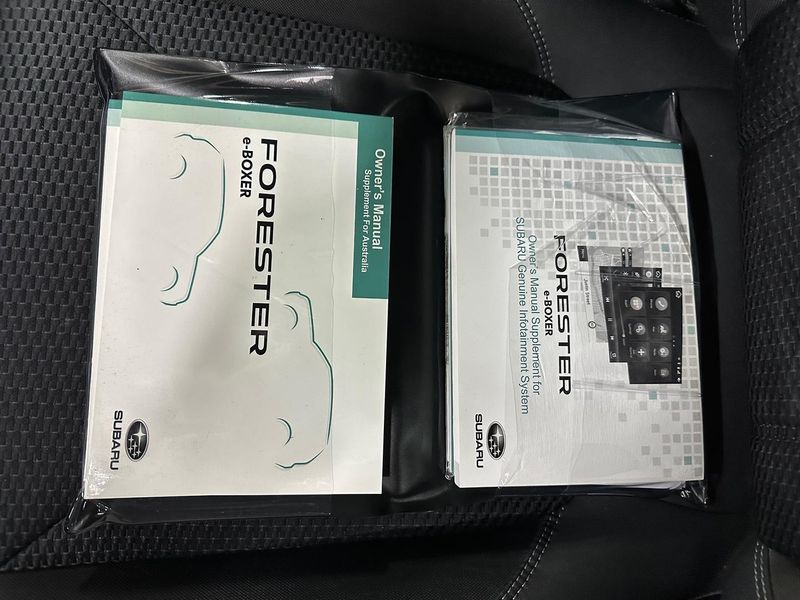 Owner's Manual
Supplement For Australia
FORESTER
e-BOXER
SUBARU
FORESTER
e-BOXER
Owner's Manual Supplement for
SUBARU Genuine Infotainment System
SUBARU